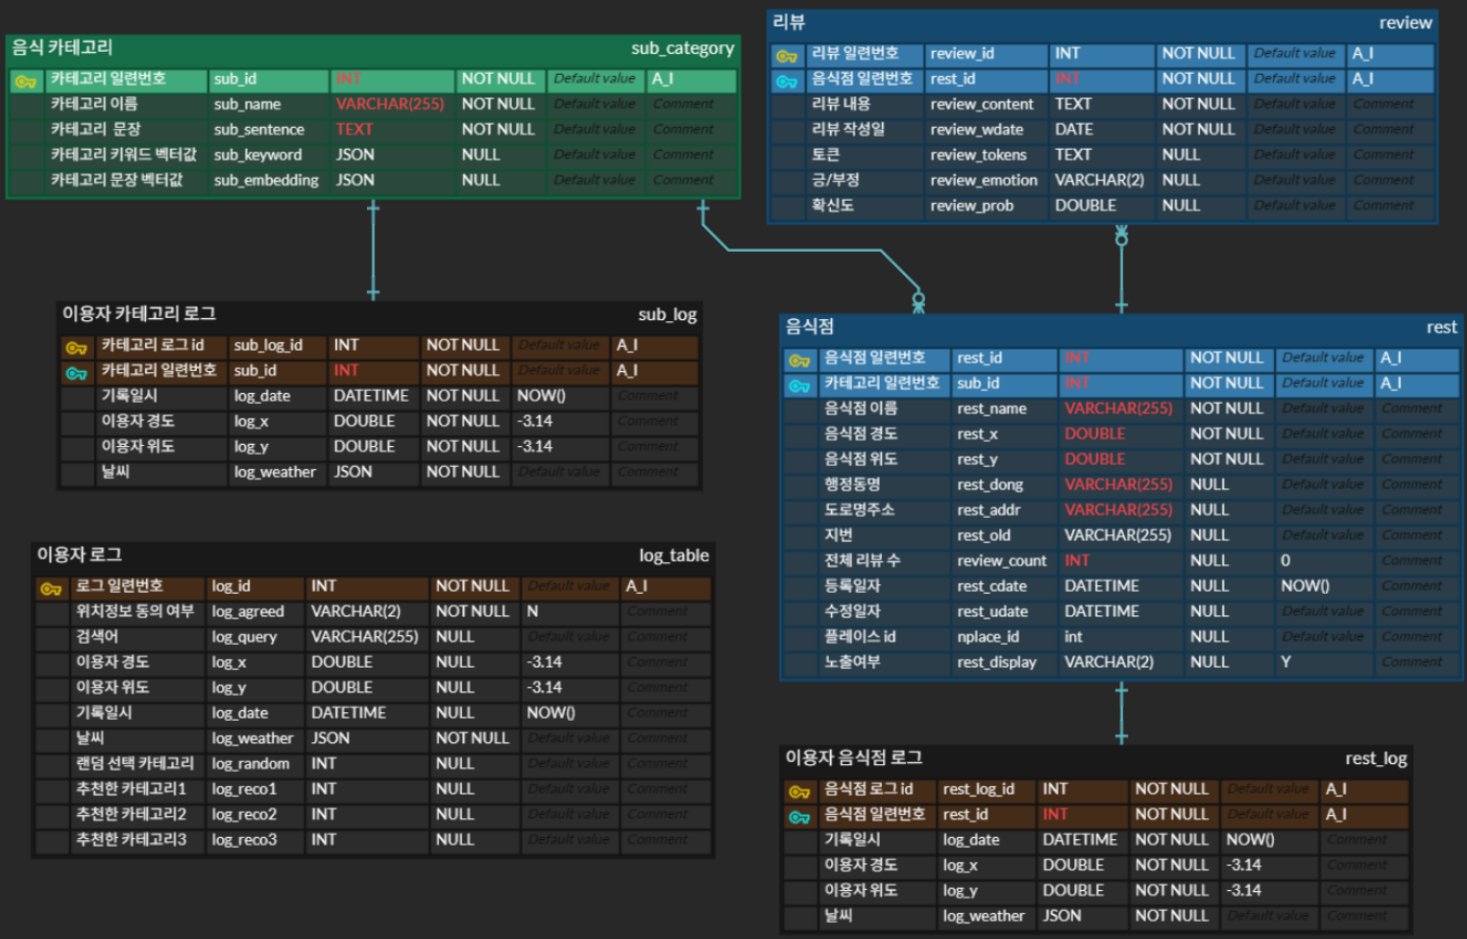 음식 카테고리 sub_category
카테고리 일련번호 sub_id INT NOT NULL Default value A_I
카테고리 이름 sub_name VARCHAR(255) NOT NULL Default value Comment
카테고리 문장 sub_sentence TEXT NOT NULL Default value Comment
카테고리 키워드 벡터값 sub_keyword JSON NULL Default value Comment
카테고리 문장 벡터값 sub_embedding JSON NULL Default value Comment
리뷰 review
리뷰 일련번호 review_id INT NOT NULL Default value A_I
음식점 일련번호 rest_id INT NOT NULL Default value A_I
리뷰 내용 review_content TEXT NOT NULL Default value Comment
리뷰 작성일 review_wdate DATE NOT NULL Default value Comment
토큰 review_tokens TEXT NULL Default value Comment
긍/부정 review_emotion VARCHAR(2) NULL Default value Comment
확신도 review_prob DOUBLE NULL Default value Comment
이용자 카테고리 로그 sub_log
카테고리 로그 id sub_log_id INT NOT NULL Default value A_I
카테고리 일련번호 sub_id INT NOT NULL Default value A_I
기록일시 log_date DATETIME NOT NULL NOW() Comment
이용자 경도 log_x DOUBLE NOT NULL -3.14 Comment
이용자 위도 log_y DOUBLE NOT NULL -3.14 Comment
날씨 log_weather JSON NOT NULL Default value Comment
음식점 rest
음식점 일련번호 rest_id INT NOT NULL Default value A_I
카테고리 일련번호 sub_id INT NOT NULL Default value A_I
음식점 이름 rest_name VARCHAR(255) NOT NULL Default value Comment
음식점 경도 rest_x DOUBLE NOT NULL Default value Comment
음식점 위도 rest_y DOUBLE NOT NULL Default value Comment
행정동명 rest_dong VARCHAR(255) NULL Default value Comment
도로명주소 rest_addr VARCHAR(255) NULL Default value Comment
지번 rest_old VARCHAR(255) NULL Default value Comment
전체 리뷰 수 review_count INT NULL 0 Comment
등록일자 rest_cdate DATETIME NULL NOW() Comment
수정일자 rest_udate DATETIME NULL Default value Comment
플레이스 id nplace_id int NULL Default value Comment
노출여부 rest_display VARCHAR(2) NULL Y Comment
이용자 로그 log_table
로그 일련번호 log_id INT NOT NULL Default value A_I
위치정보 동의 여부 log_agreed VARCHAR(2) NOT NULL N Comment
검색어 log_query VARCHAR(255) NULL Default value Comment
이용자 경도 log_x DOUBLE NULL -3.14 Comment
이용자 위도 log_y DOUBLE NULL -3.14 Comment
기록일시 log_date DATETIME NULL NOW() Comment
날씨 log_weather JSON NOT NULL Default value Comment
랜덤 선택 카테고리 log_random INT NULL Default value Comment
추천한 카테고리1 log_reco1 INT NULL Default value Comment
추천한 카테고리2 log_reco2 INT NULL Default value Comment
추천한 카테고리3 log_reco3 INT NULL Default value Comment
이용자 음식점 로그 rest_log
음식점 로그 id rest_log_id INT NOT NULL Default value A_I
음식점 일련번호 rest_id INT NOT NULL Default value A_I
기록일시 log_date DATETIME NOT NULL NOW() Comment
이용자 경도 log_x DOUBLE NOT NULL -3.14 Comment
이용자 위도 log_y DOUBLE NOT NULL -3.14 Comment
날씨 log_weather JSON NOT NULL Default value Comment